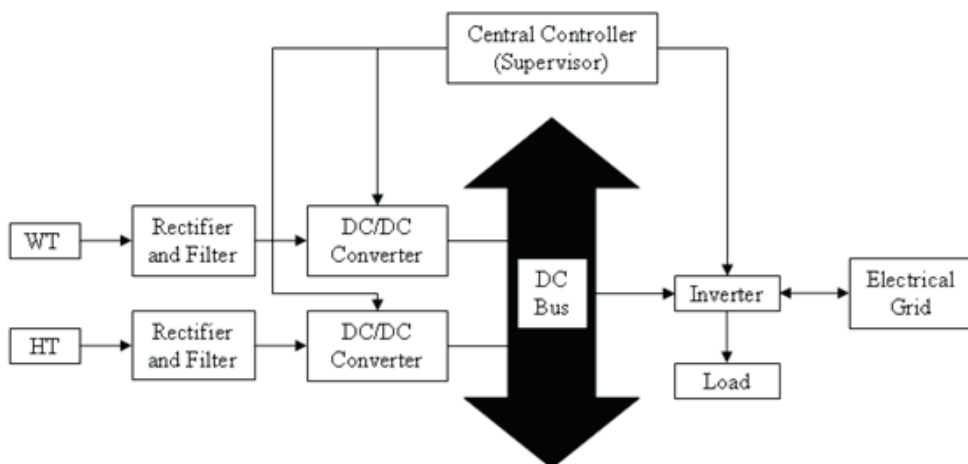 Central Controller
(Supervisor)
WT
Rectifier
and Filter
DC/DC
Converter
DC
Bus
Inverter
Electrical
Grid
HT
Rectifier
and Filter
DC/DC
Converter
Load